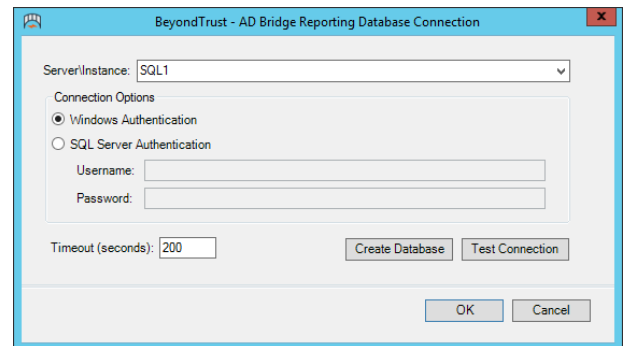 BeyondTrust - AD Bridge Reporting Database Connection
x
Server\Instance: SQL1
Connection Options
Windows Authentication
SQL Server Authentication
Username:
Password:
Timeout (seconds): 200 Create Database Test Connection
OK Cancel